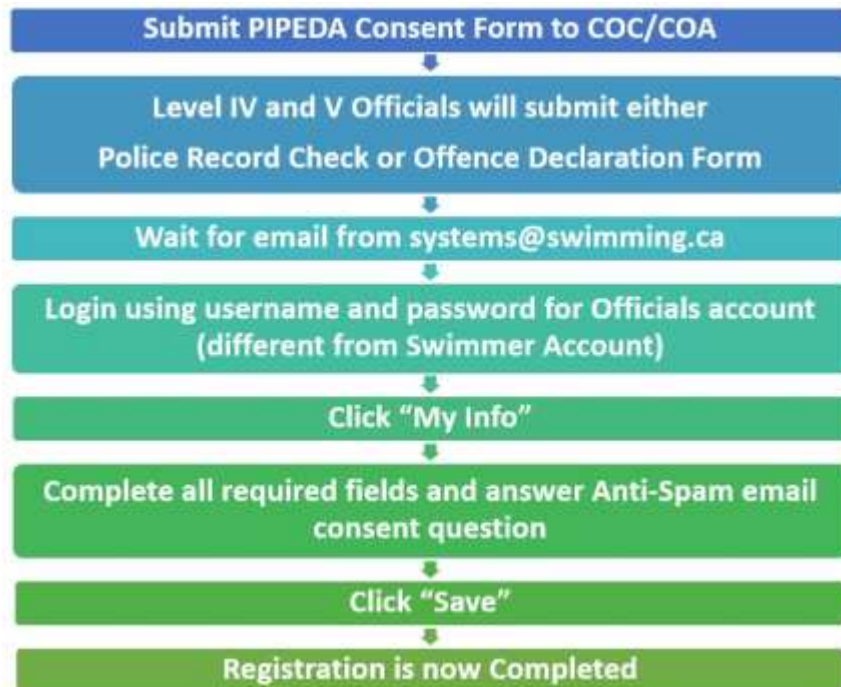 Submit PIPEDA Consent Form to COC/COA
Level IV and V Officials will submit either
Police Record Check or Offence Declaration Form
Wait for email from systems@swimming.ca
Login using username and password for Officials account
(different from Swimmer Account)
Click “My Info”
Complete all required fields and answer Anti-Spam email
consent question
Click “Save”
Registration is now Completed